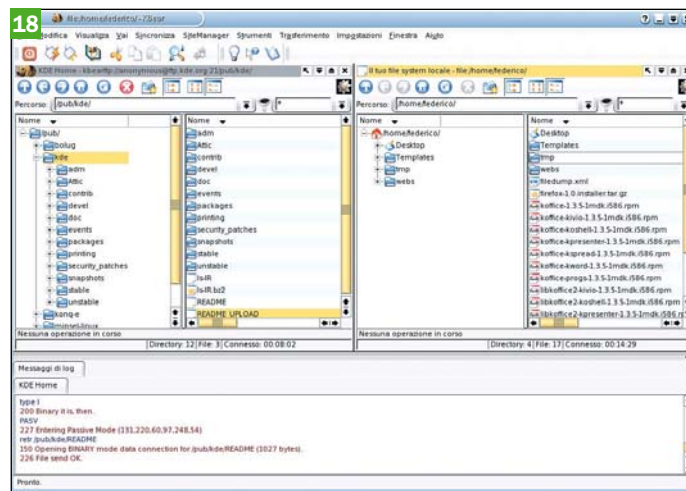 18
file:/home/federico/ - KBear
Modifica Visualizza Vai Sincronizza SiteManager Strumenti Trasferimento Impostazioni Finestra Aiuto
KDE Home - kbearftp://anonymous@ftp.kde.org:21/pub/kde/
Percorso: /pub/kde/
*
Nome
/pub/
bolug
kde
adm
Attic
contrib
devel
doc
events
packages
printing
security_patches
snapshots
stable
unstable
konq-e
Nome
adm
Attic
contrib
devel
doc
events
packages
printing
security_patches
snapshots
stable
unstable
ls-lR
ls-lR.bz2
README
README_UPLOAD
Nessuna operazione in corso
Directory: 12 File: 3 Connesso: 00:08:02
Il tuo file system locale - file:/home/federico/
Percorso: /home/federico/
*
Nome
/home/federico/
Desktop
Templates
tmp
webs
Nome
Desktop
Templates
tmp
webs
filedump.xml
firefox-1.0.installer.tar.gz
koffice-1.3.5-1mdk.i586.rpm
koffice-kivio-1.3.5-1mdk.i586.rpm
koffice-koshell-1.3.5-1mdk.i586.rpm
koffice-kpresenter-1.3.5-1mdk.i586.rpm
koffice-kspread-1.3.5-1mdk.i586.rpm
koffice-kword-1.3.5-1mdk.i586.rpm
koffice-progs-1.3.5-1mdk.i586.rpm
libkoffice2-kivio-1.3.5-1mdk.i586.rpm
libkoffice2-koshell-1.3.5-1mdk.i586.rp
libkoffice2-kpresenter-1.3.5-1mdk.i586.r
Nessuna operazione in corso
Directory: 4 File: 17 Connesso: 00:14:29
Messaggi di log
KDE Home
type I
200 Binary it is, then.
PASV
227 Entering Passive Mode (131,220,60,97,248,54)
retr /pub/kde/README
150 Opening BINARY mode data connection for /pub/kde/README (1027 bytes).
226 File send OK.
Pronto.